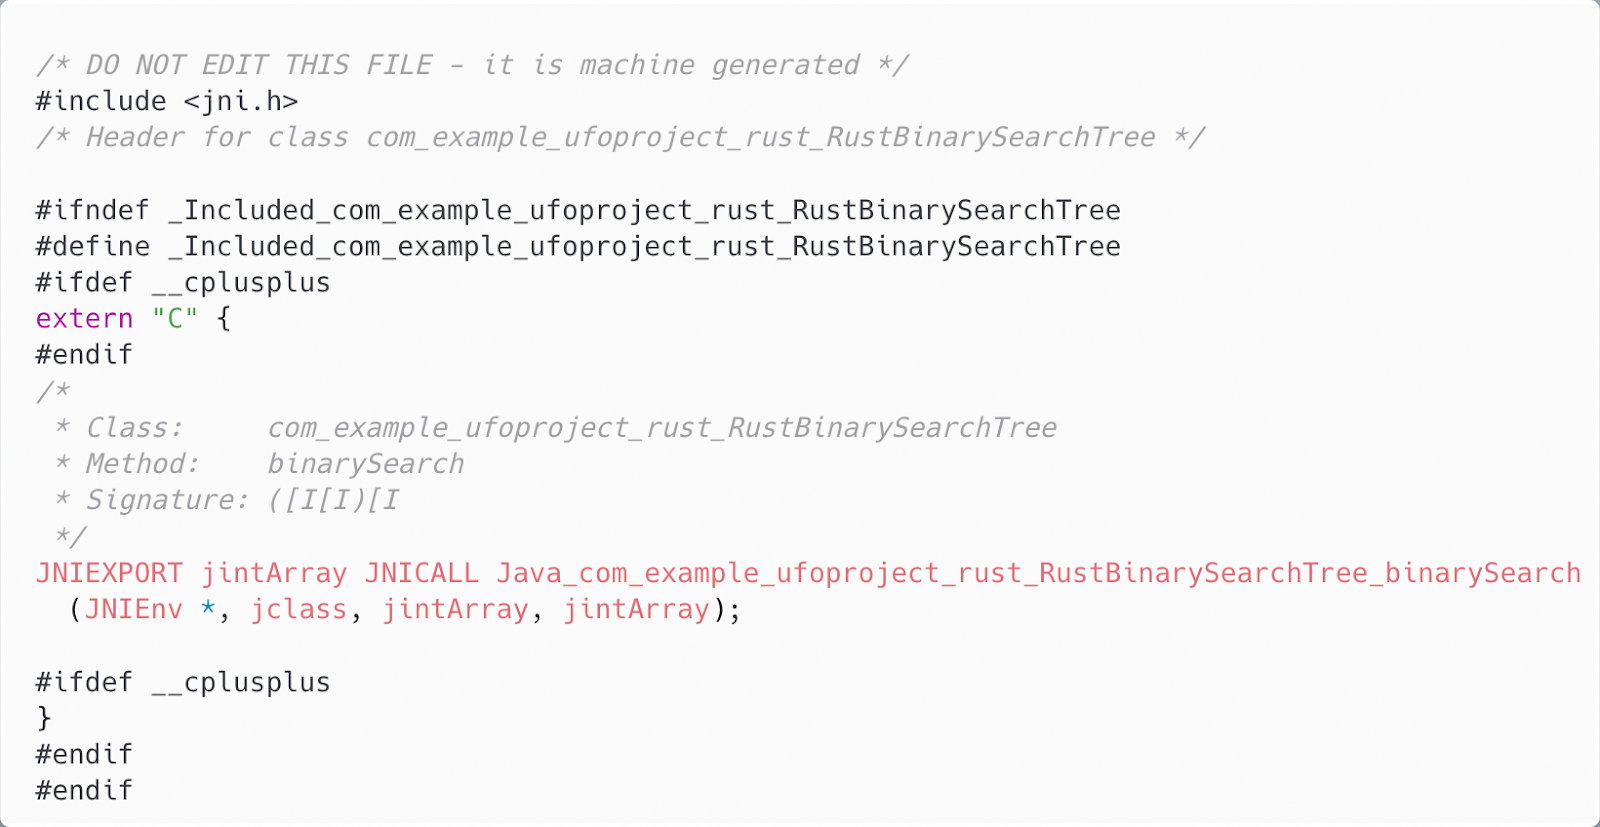 /* DO NOT EDIT THIS FILE – it is machine generated */
#include <jni.h>
/* Header for class com_example_ufoproject_rust_RustBinarySearchTree */
#ifndef _Included_com_example_ufoproject_rust_RustBinarySearchTree
#define _Included_com_example_ufoproject_rust_RustBinarySearchTree
#ifdef __cplusplus
extern "C" {
#endif
/*
 * Class:     com_example_ufoproject_rust_RustBinarySearchTree
 * Method:    binarySearch
 * Signature: ([I[I)[I
 */
JNIEXPORT jintArray JNICALL Java_com_example_ufoproject_rust_RustBinarySearchTree_binarySearch
  (JNIEnv *, jclass, jintArray, jintArray);
#ifdef __cplusplus
}
#endif
#endif